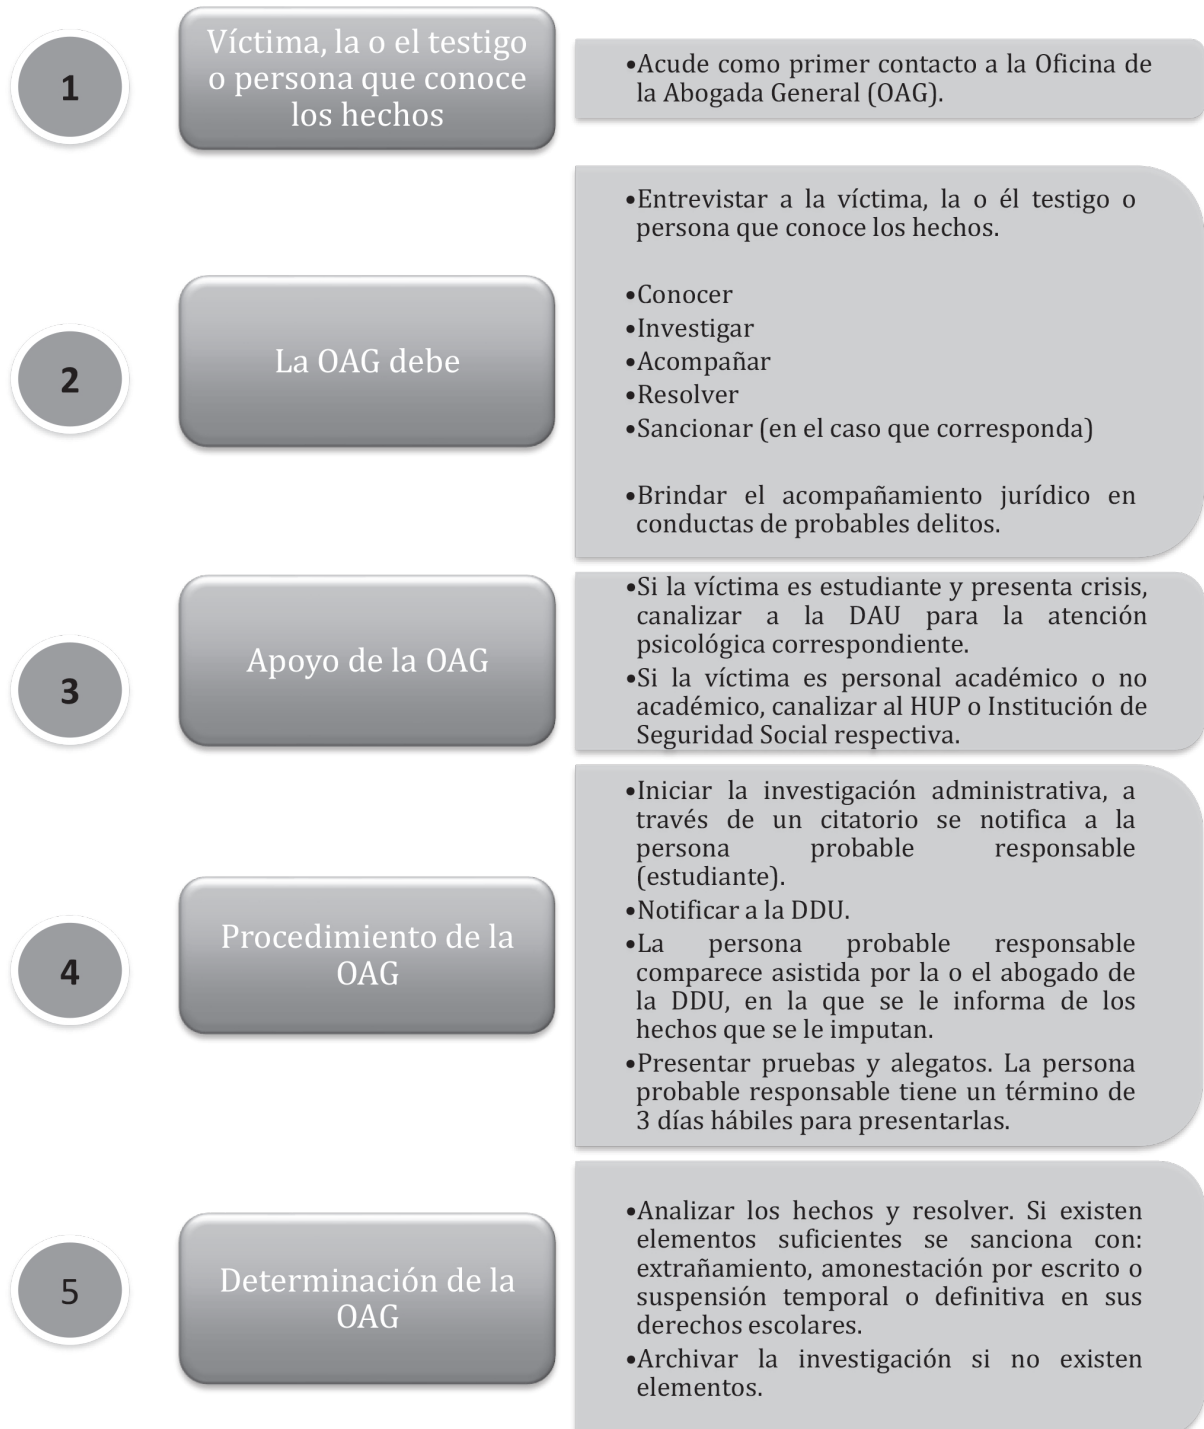 1
Víctima, la o el testigo
o persona que conoce
los hechos
•Acude como primer contacto a la Oficina de
la Abogada General (OAG).
2
La OAG debe
•Entrevistar a la víctima, la o él testigo o
persona que conoce los hechos.
•Conocer
•Investigar
•Acompañar
•Resolver
•Sancionar (en el caso que corresponda)
•Brindar el acompañamiento jurídico en
conductas de probables delitos.
3
Apoyo de la OAG
•Si la víctima es estudiante y presenta crisis,
canalizar a la DAU para la atención
psicológica correspondiente.
•Si la víctima es personal académico o no
académico, canalizar al HUP o Institución de
Seguridad Social respectiva.
4
Procedimiento de la
OAG
•Iniciar la investigación administrativa, a
través de un citatorio se notifica a la
persona probable responsable
(estudiante).
•Notificar a la DDU.
•La persona probable responsable
comparece asistida por la o el abogado de
la DDU, en la que se le informa de los
hechos que se le imputan.
•Presentar pruebas y alegatos. La persona
probable responsable tiene un término de
3 días hábiles para presentarlas.
5
Determinación de la
OAG
•Analizar los hechos y resolver. Si existen
elementos suficientes se sanciona con:
extrañamiento, amonestación por escrito o
suspensión temporal o definitiva en sus
derechos escolares.
•Archivar la investigación si no existen
elementos.